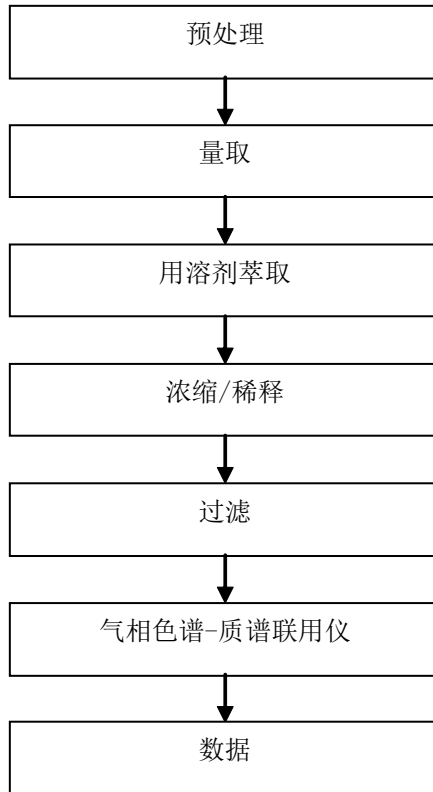 预处理
量取
用溶剂萃取
浓缩/稀释
过滤
气相色谱-质谱联用仪
数据